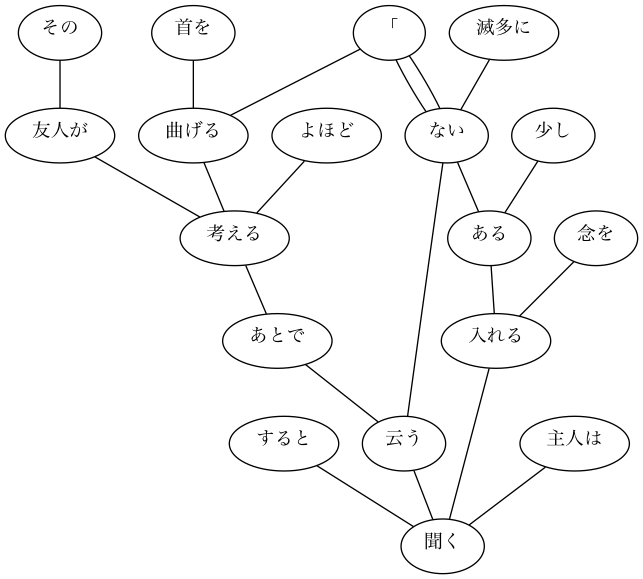 その
首を
「
滅多に
友人が
曲げる
よほど
ない
少し
考える
ある
念を
あとで
入れる
すると
云う
主人は
聞く